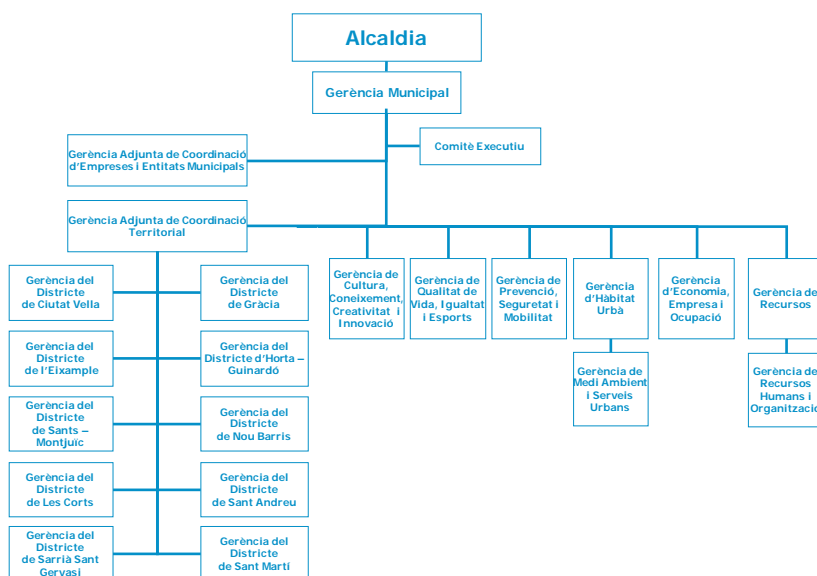 Alcaldia
Gerència Municipal
Comitè Executiu
Gerència Adjunta de Coordinació
d'Empreses i Entitats Municipals
Gerència Adjunta de Coordinació
Territorial
Gerència del
Districte
de Ciutat Vella
Gerència del
Districte
de Gràcia
Gerència del
Districte
de l'Eixample
Gerència del
Districte d'Horta –
Guinardó
Gerència del
Districte
de Sants –
Montjuïc
Gerència del
Districte
de Nou Barris
Gerència del
Districte
de Les Corts
Gerència del
Districte
de Sant Andreu
Gerència del
Districte
de Sarrià Sant
Gervasi
Gerència del
Districte
de Sant Martí
Gerència de
Cultura,
Coneixement,
Creativitat i
Innovació
Gerència de
Qualitat de
Vida, Igualtat
i Esports
Gerència de
Prevenció,
Seguretat i
Mobilitat
Gerència
d'Hàbitat
Urbà
Gerència de
Medi Ambient
i Serveis
Urbans
Gerència
d'Economia,
Empresa i
Ocupació
Gerència de
Recursos
Gerència de
Recursos
Humans i
Organització